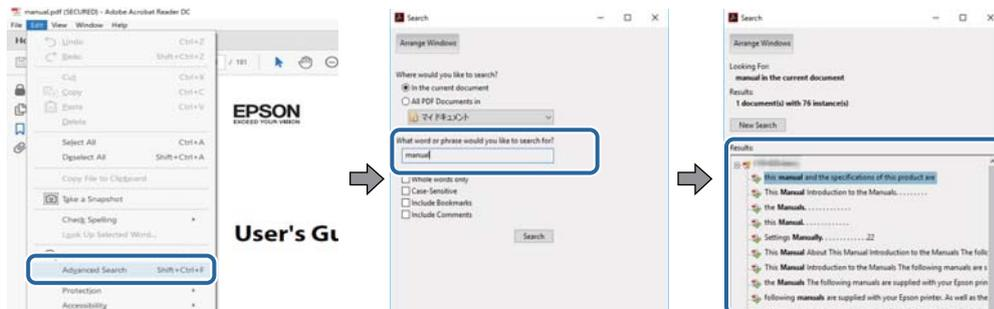 manual.pdf (SECURED) - Adobe Acrobat Reader DC
File Edit View Window Help
Undo Ctrl+Z
Redo Shift+Ctrl+Z
Cut Ctrl+X
Copy Ctrl+C
Paste Ctrl+V
Delete
Select All Ctrl+A
Deselect All Shift+Ctrl+A
Copy File to Clipboard
Take a Snapshot
Check Spelling
Look Up Selected Word...
Advanced Search Shift+Ctrl+F
Protection
Accessibility
/ 191
EPSON
EXCEED YOUR VISION
User's Gu
Search
Arrange Windows
Where would you like to search?
In the current document
All PDF Documents in
マイ ドキュメント
What word or phrase would you like to search for?
manual
Whole words only
Case-Sensitive
Include Bookmarks
Include Comments
Search
Search
Arrange Windows
Looking For:
manual in the current document
Results:
1 document(s) with 76 instance(s)
New Search
Results:
this manual and the specifications of this product are
This Manual Introduction to the Manuals.........
the Manuals.............
this Manual.............
Settings Manually.............22
This Manual About This Manual Introduction to the Manuals The follo
This Manual Introduction to the Manuals The following manuals are s
the Manuals The following manuals are supplied with your Epson prin
following manuals are supplied with your Epson printer. As well as the